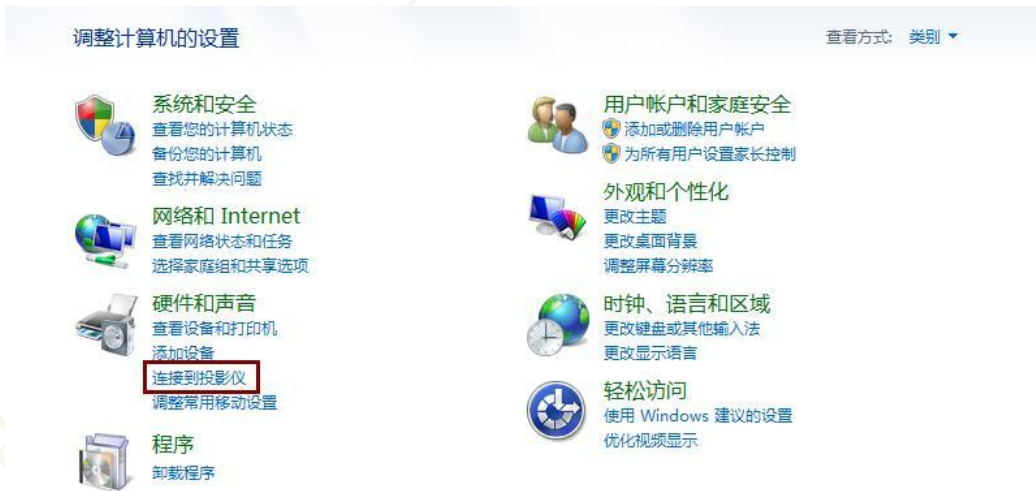 调整计算机的设置
查看方式: 类别
系统和安全
查看您的计算机状态
备份您的计算机
查找并解决问题
网络和 Internet
查看网络状态和任务
选择家庭组和共享选项
硬件和声音
查看设备和打印机
添加设备
连接到投影仪
调整常用移动设置
程序
卸载程序
用户帐户和家庭安全
添加或删除用户帐户
为所有用户设置家长控制
外观和个性化
更改主题
更改桌面背景
调整屏幕分辨率
时钟、语言和区域
更改键盘或其他输入法
更改显示语言
轻松访问
使用 Windows 建议的设置
优化视频显示